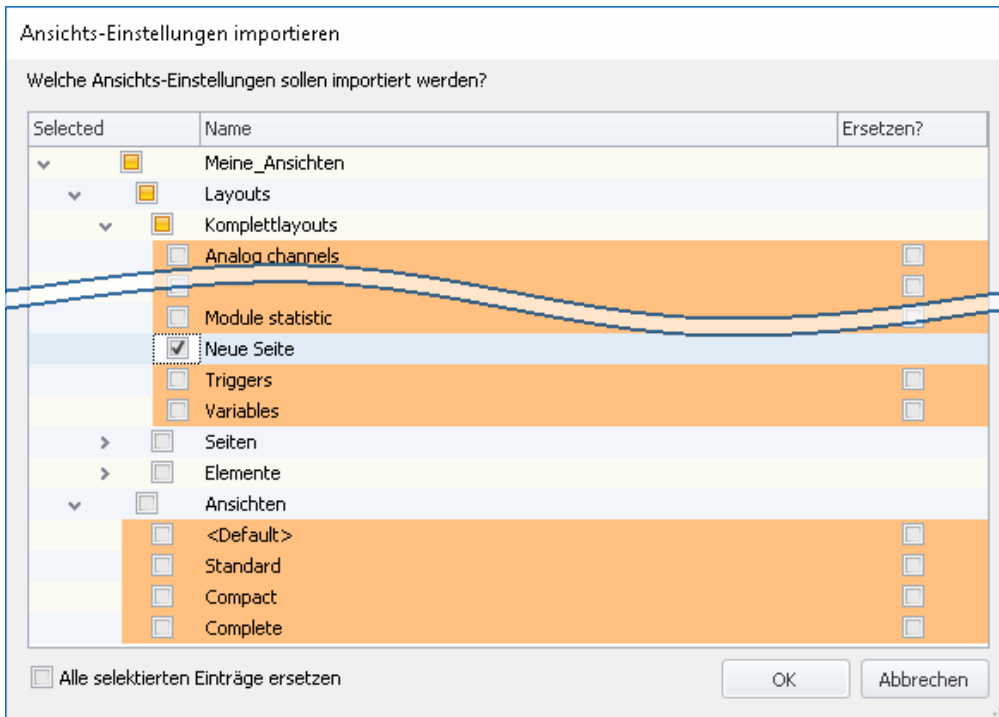 Ansichts-Einstellungen importieren
Welche Ansichts-Einstellungen sollen importiert werden?
Selected Name Ersetzen?
Meine_Ansichten
Layouts
Komplettlayouts
Analog channels
Module statistic
Neue Seite
Triggers
Variables
Seiten
Elemente
Ansichten
<Default>
Standard
Compact
Complete
Alle selektierten Einträge ersetzen OK Abbrechen